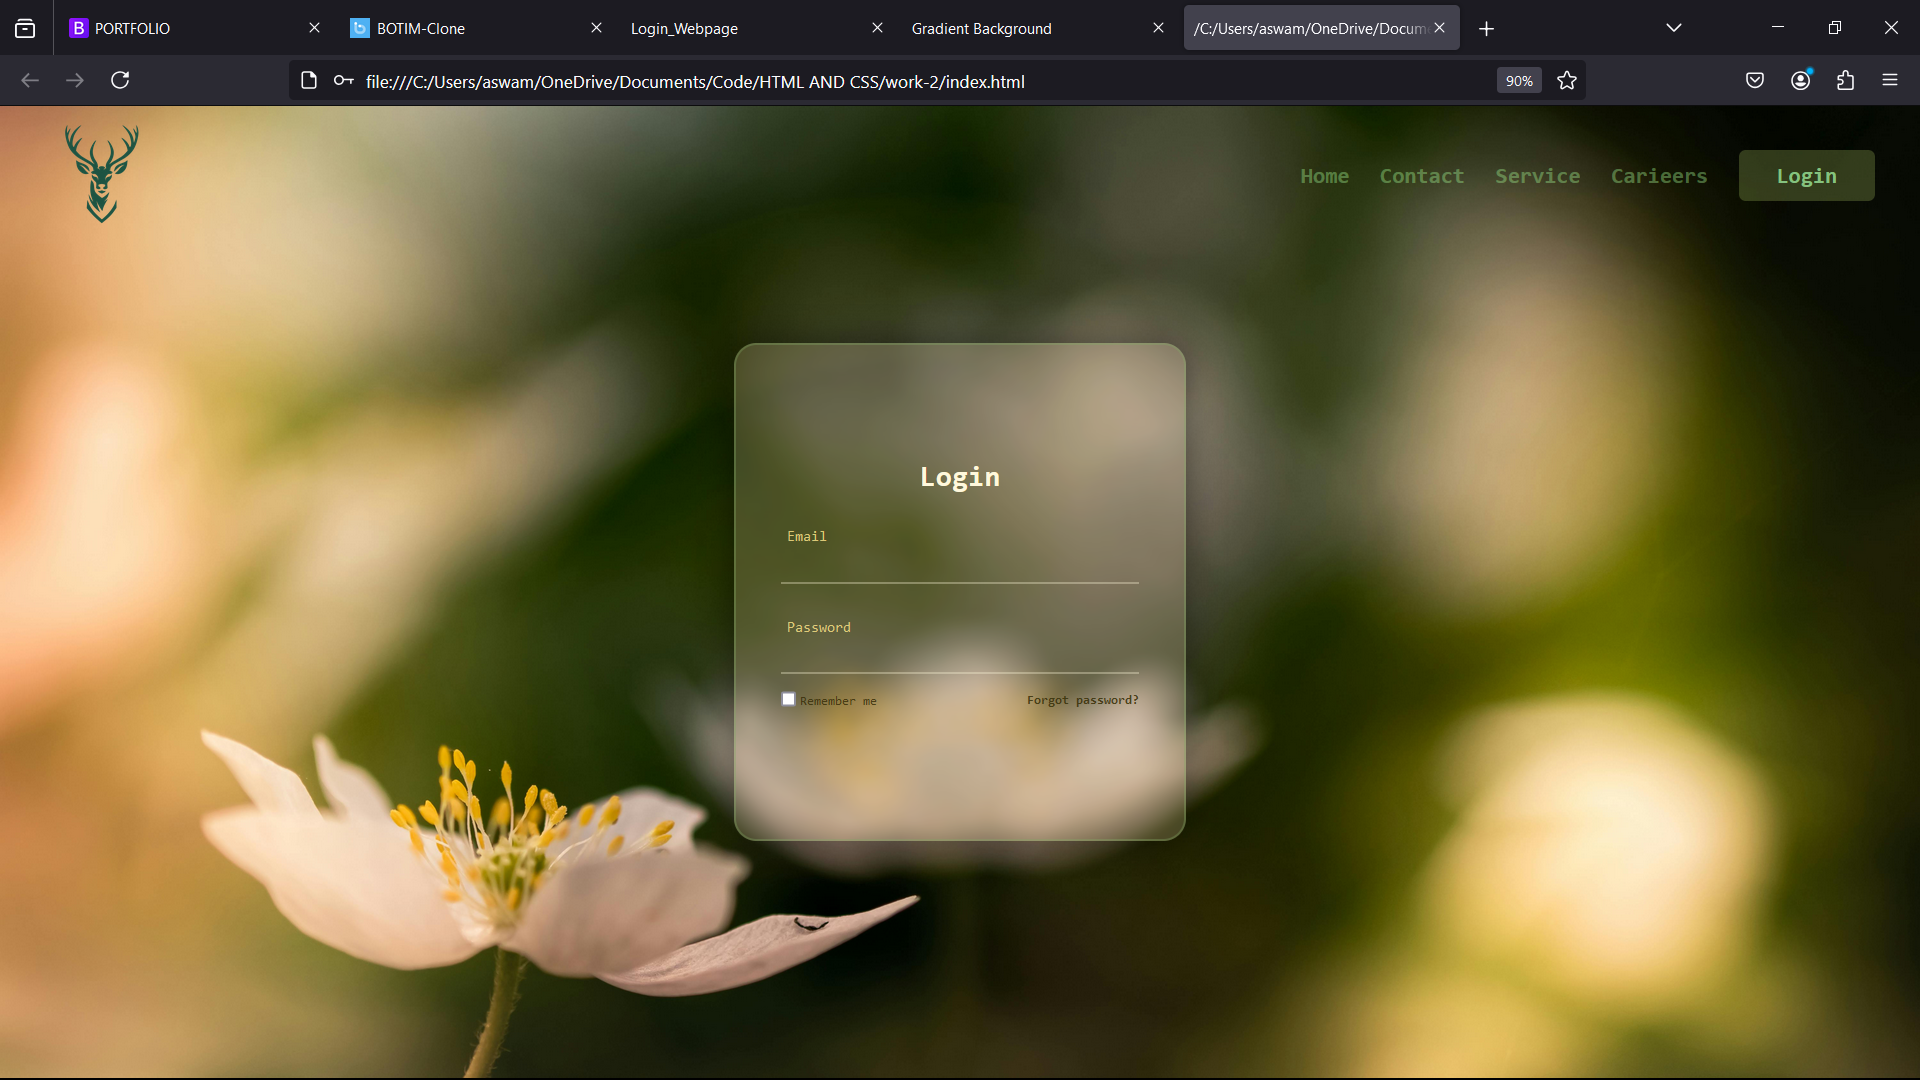 PORTFOLIO
BOTIM-Clone
Login_Webpage
Gradient Background
/C:/Users/aswam/OneDrive/Docum
file:///C:/Users/aswam/OneDrive/Documents/Code/HTML AND CSS/work-2/index.html
90%
Home Contact Service Carieers Login
Login
Email
Password
Remember me Forgot password?